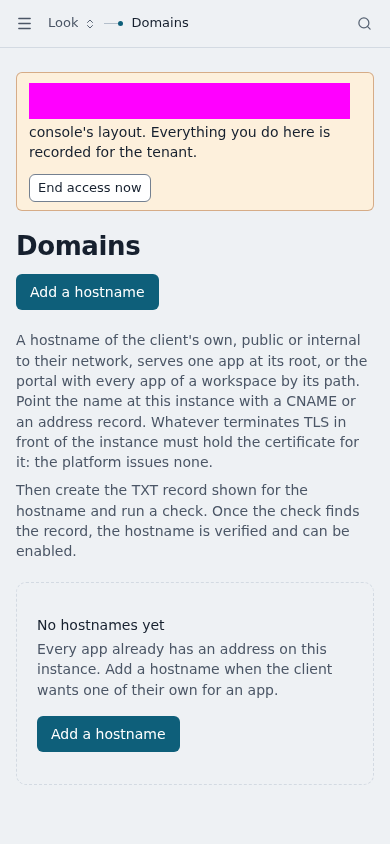 Look Domains
console's layout. Everything you do here is
recorded for the tenant.
End access now
Domains
Add a hostname
A hostname of the client's own, public or internal
to their network, serves one app at its root, or the
portal with every app of a workspace by its path.
Point the name at this instance with a CNAME or
an address record. Whatever terminates TLS in
front of the instance must hold the certificate for
it: the platform issues none.
Then create the TXT record shown for the
hostname and run a check. Once the check finds
the record, the hostname is verified and can be
enabled.
No hostnames yet
Every app already has an address on this
instance. Add a hostname when the client
wants one of their own for an app.
Add a hostname